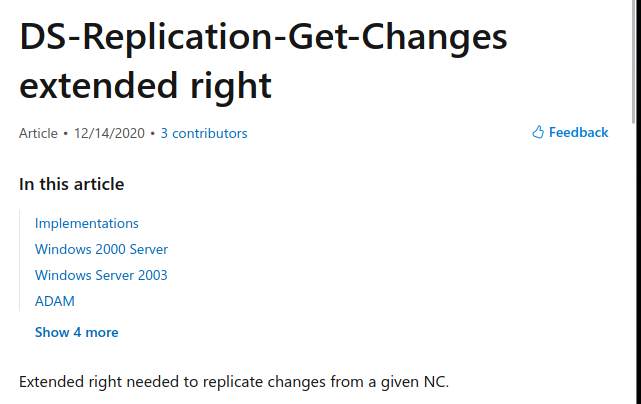 DS-Replication-Get-Changes
extended right
Article • 12/14/2020 • 3 contributors
Feedback
In this article
Implementations
Windows 2000 Server
Windows Server 2003
ADAM
Show 4 more
Extended right needed to replicate changes from a given NC.